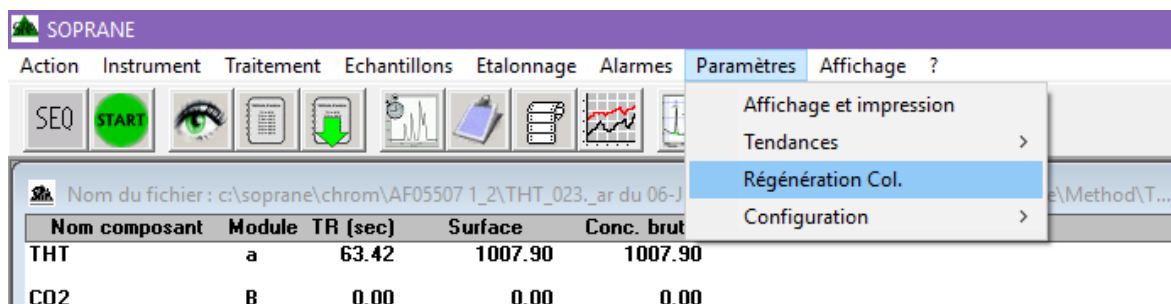 SOPRANE
Action Instrument Traitement Echantillons Etalonnage Alarmes Paramètres Affichage ?
SEQ START
Affichage et impression
Tendances
Régénération Col.
Configuration
Nom du fichier : c:\soprane\chrom\AF05507 1_2\THT_023._ar du 06-J e\Method\T...
Nom composant Module TR (sec) Surface Conc. brut
THT a 63.42 1007.90 1007.90
CO2 B 0.00 0.00 0.00